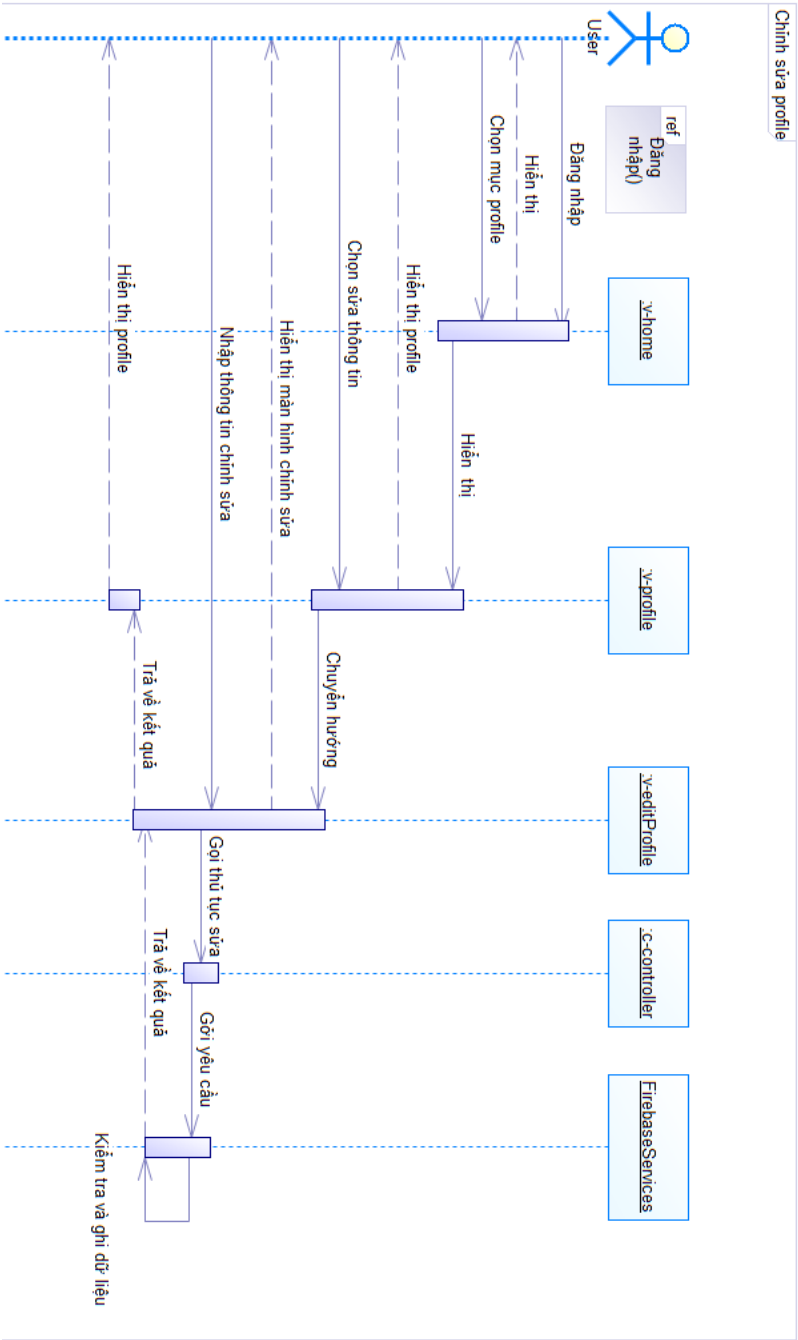 Chỉnh sửa profile
User
ref
Đăng
nhập()
:v-home
:v-profile
:v-editProfile
:c-controller
FirebaseServices
Đăng nhập
Hiển thị
Chọn mục profile
Hiển thị
Hiển thị profile
Chọn sửa thông tin
Chuyển hướng
Hiển thị màn hình chỉnh sửa
Nhập thông tin chỉnh sửa
Gọi thủ tục sửa
Gởi yêu cầu
Kiểm tra và ghi dữ liệu
Trả về kết quả
Trả về kết quả
Hiển thị profile